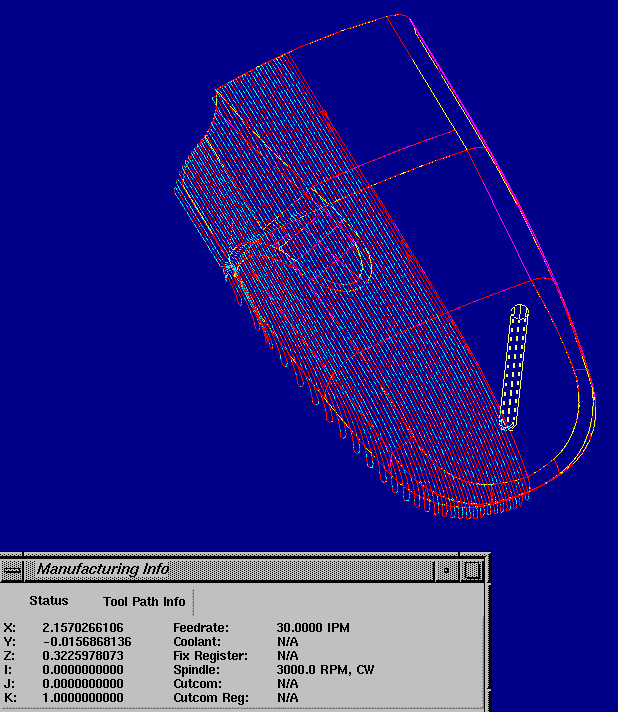 Manufacturing Info
Status Tool Path Info
X: 2.1570266106 Feedrate: 30.0000 IPM
Y: -0.0156868136 Coolant: N/A
Z: 0.3225978073 Fix Register: N/A
I: 0.0000000000 Spindle: 3000.0 RPM, CW
J: 0.0000000000 Cutcom: N/A
K: 1.0000000000 Cutcom Reg: N/A